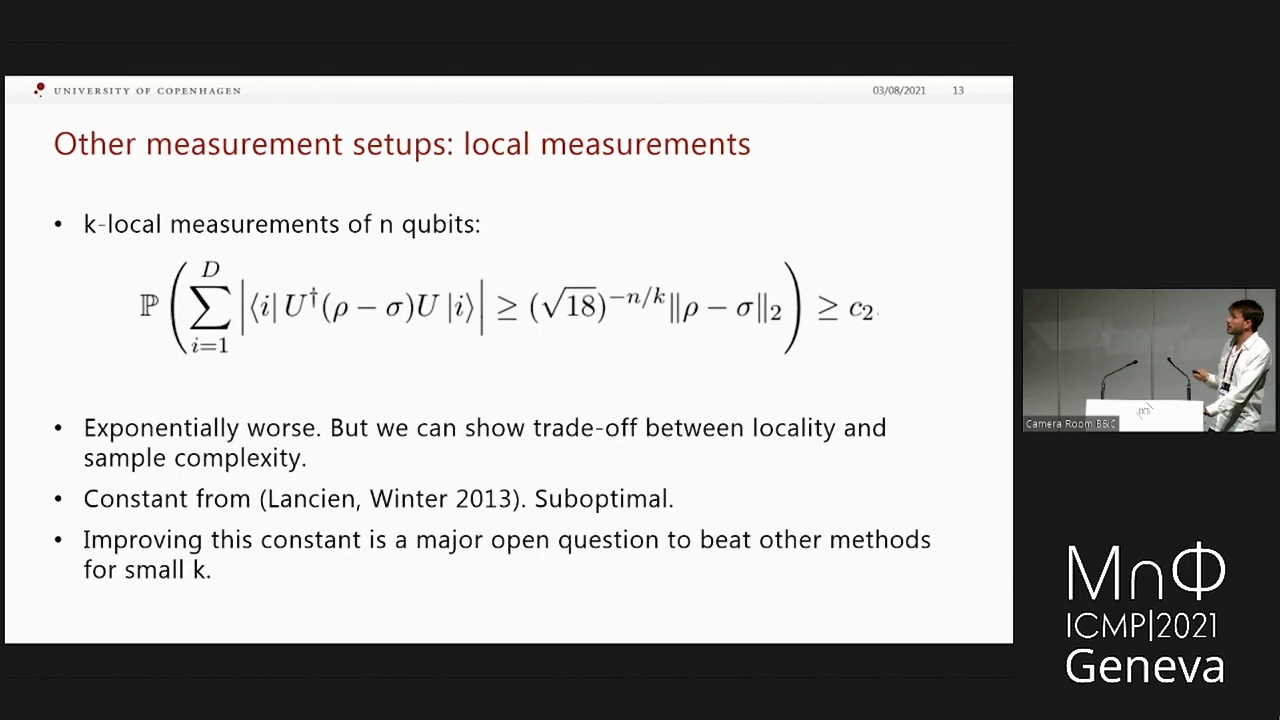 UNIVERSITY OF COPENHAGEN
03/08/2021 13
Other measurement setups: local measurements
• k-local measurements of n qubits:
ℙ ( ∑_{i=1}^{D} |⟨i| U†(ρ − σ)U |i⟩| ≥ (√18)^{−n/k} ‖ρ − σ‖₂ ) ≥ c₂.
• Exponentially worse. But we can show trade-off between locality and
sample complexity.
• Constant from (Lancien, Winter 2013). Suboptimal.
• Improving this constant is a major open question to beat other methods
for small k.
Camera Room B&C
M∩Φ
ICMP|2021
Geneva